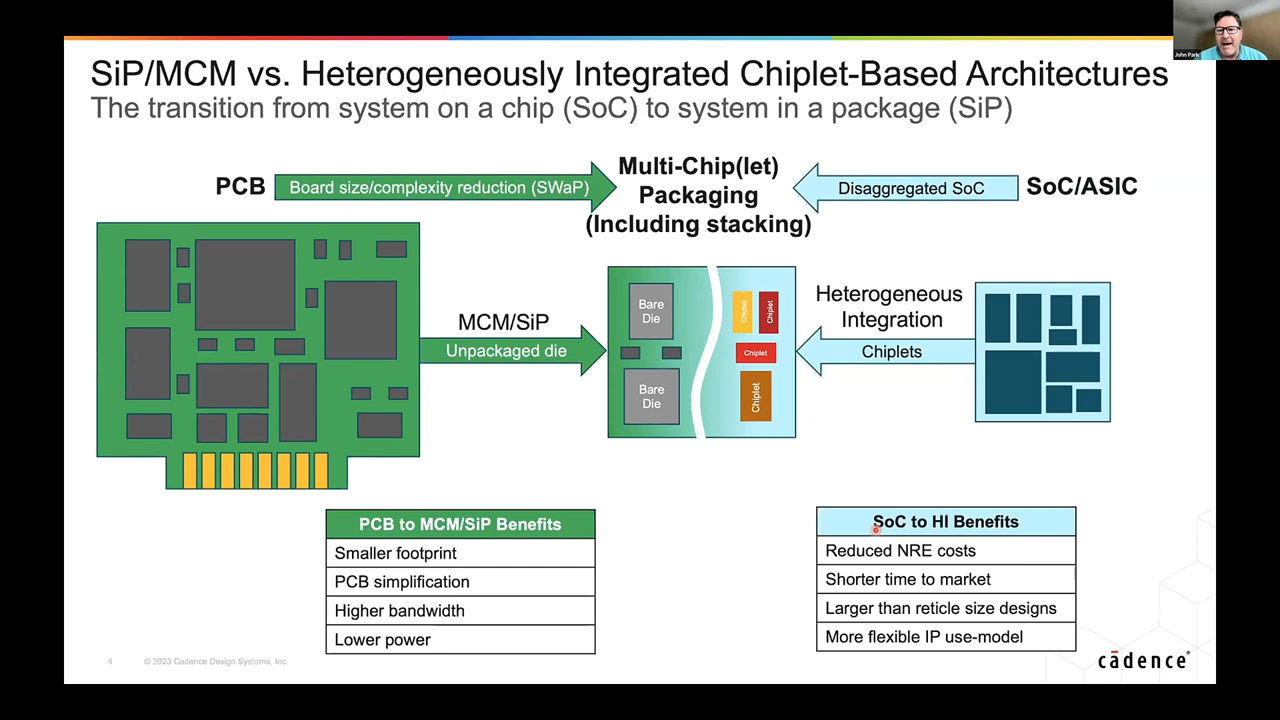 John Park
SiP/MCM vs. Heterogeneously Integrated Chiplet-Based Architectures
The transition from system on a chip (SoC) to system in a package (SiP)
PCB
Board size/complexity reduction (SWaP)
Multi-Chip(let)
Packaging
(Including stacking)
Disaggregated SoC
SoC/ASIC
MCM/SiP
Unpackaged die
Bare
Die
Bare
Die
Chiplet
Chiplet
Chiplet
Chiplet
Heterogeneous
Integration
Chiplets
PCB to MCM/SiP Benefits
Smaller footprint
PCB simplification
Higher bandwidth
Lower power
SoC to HI Benefits
Reduced NRE costs
Shorter time to market
Larger than reticle size designs
More flexible IP use-model
4
© 2023 Cadence Design Systems, Inc.
cādence®